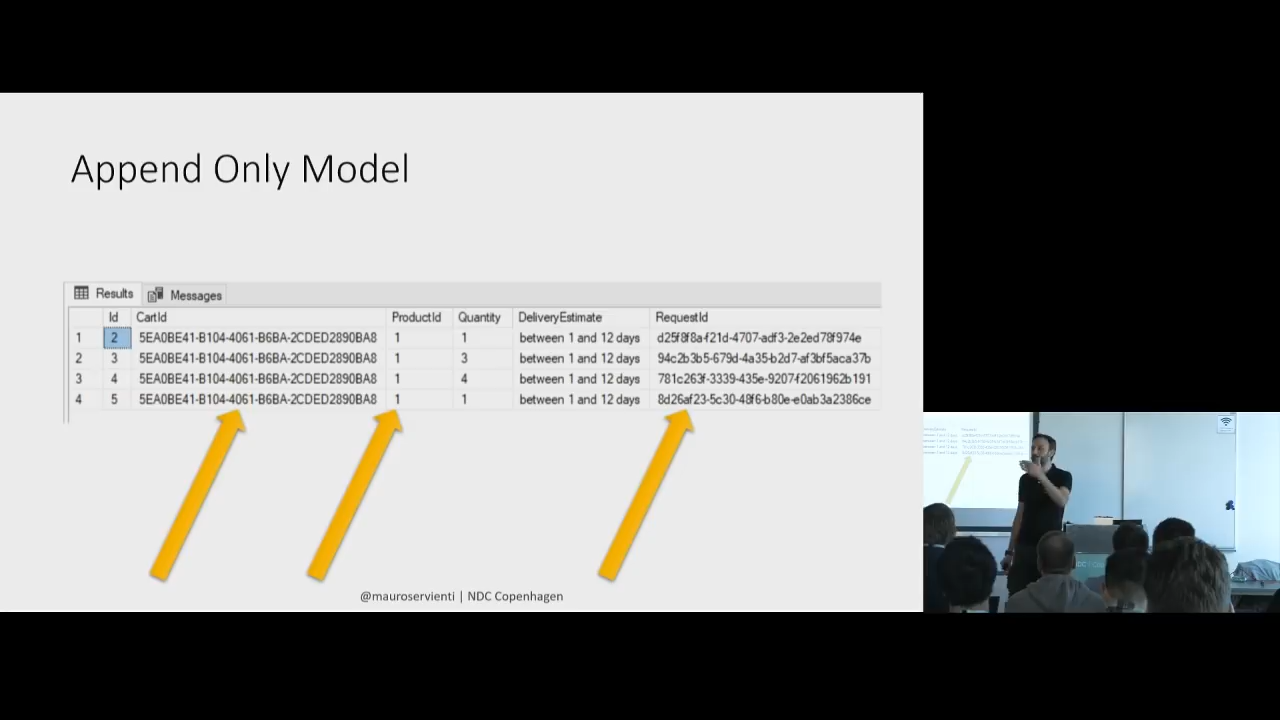 Append Only Model
Results Messages
Id CartId ProductId Quantity DeliveryEstimate RequestId
1 2 5EA0BE41-B104-4061-B6BA-2CDED2890BA8 1 1 between 1 and 12 days d25f8f8a-f21d-4707-adf3-2e2ed78f974e
2 3 5EA0BE41-B104-4061-B6BA-2CDED2890BA8 1 3 between 1 and 12 days 94c2b3b5-679d-4a35-b2d7-af3bf5aca37b
3 4 5EA0BE41-B104-4061-B6BA-2CDED2890BA8 1 4 between 1 and 12 days 781c263f-3339-435e-9207-f2061962b191
4 5 5EA0BE41-B104-4061-B6BA-2CDED2890BA8 1 1 between 1 and 12 days 8d26af23-5c30-48f6-b80e-e0ab3a2386ce
@mauroservienti | NDC Copenhagen